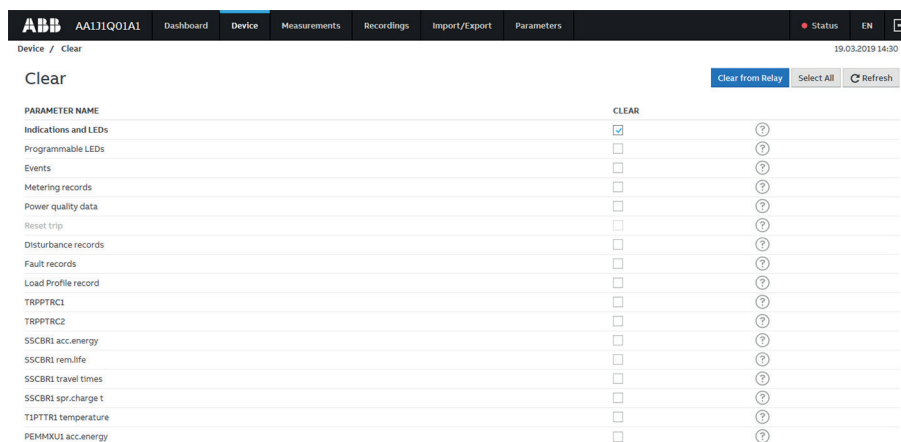 ABB AA1J1Q01A1 Dashboard Device Measurements Recordings Import/Export Parameters Status EN
Device / Clear 19.03.2019 14:30
Clear Clear from Relay Select All Refresh
PARAMETER NAME CLEAR
Indications and LEDs ?
Programmable LEDs ?
Events ?
Metering records ?
Power quality data ?
Reset trip ?
Disturbance records ?
Fault records ?
Load Profile record ?
TRPPTRC1 ?
TRPPTRC2 ?
SSCBR1 acc.energy ?
SSCBR1 rem.life ?
SSCBR1 travel times ?
SSCBR1 spr.charge t ?
T1PTTR1 temperature ?
PEMMXU1 acc.energy ?